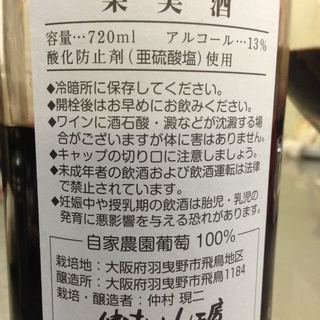 果実酒
容量…720ml　アルコール…13%
酸化防止剤(亜硫酸塩)使用
◆冷暗所に保存してください。
◆開栓後はお早めにお飲みください。
◆ワインに酒石酸・澱などが沈澱する場
合がございますが体に害はありません。
◆キャップの切り口に注意しましょう。
◆未成年者の飲酒および飲酒運転は法律
で禁止されています。
◆妊娠中や授乳期の飲酒は胎児・乳児の
発育に悪影響を与える恐れがあります。
自家農園葡萄 100%
栽培地：大阪府羽曳野市飛鳥地区
醸造所：大阪府羽曳野市飛鳥1184
栽培・醸造者：仲村 現二
工房